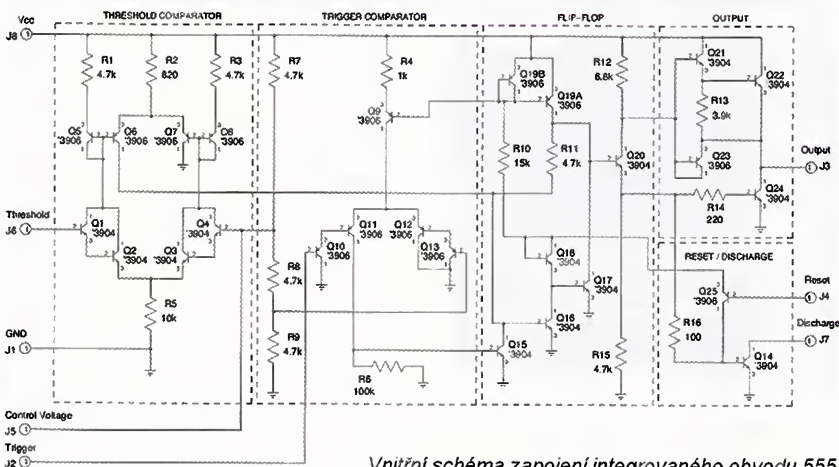 THRESHOLD COMPARATOR
TRIGGER COMPARATOR
FLIP-FLOP
OUTPUT
Vcc
J8
R1
4.7k
R2
820
R3
4.7k
R7
4.7k
R4
1k
Q19B
'3906
Q19A
'3906
R12
6.8k
Q21
'3904
Q22
'3904
Q5
'3906
Q6
'3906
Q7
'3906
Q8
'3906
Q9
'3906
R10
15k
R11
4.7k
Q20
'3904
R13
3.9k
Q23
'3906
Output
J3
Threshold
J6
Q1
'3904
Q2
'3904
Q3
'3904
Q4
'3904
Q10
'3906
Q11
'3906
Q12
'3906
Q13
'3906
R14
220
Q24
'3904
R8
4.7k
Q18
'3904
Q17
'3904
RESET / DISCHARGE
Q25
'3906
Reset
J4
R5
10k
R9
4.7k
Q16
'3904
GND
J1
Q15
'3904
R15
4.7k
R16
100
Q14
'3904
Discharge
J7
R6
100k
Control Voltage
J5
Trigger
J2
Vnitřní schéma zapojení integrovaného obvodu 555